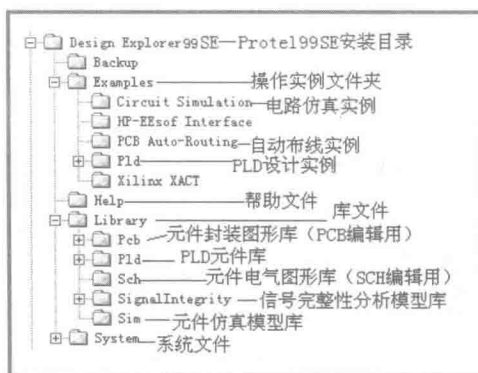 Design Explorer99SE—Protel99SE安装目录
Backup
Examples—操作实例文件夹
Circuit Simulation—电路仿真实例
HP-EEsof Interface
PCB Auto-Routing—自动布线实例
Pld—PLD设计实例
Xilinx XACT
Help—帮助文件
Library—库文件
Pcb—元件封装图形库（PCB编辑用）
Pld—PLD元件库
Sch—元件电气图形库（SCH编辑用）
SignalIntegrity—信号完整性分析模型库
Sim—元件仿真模型库
System—系统文件